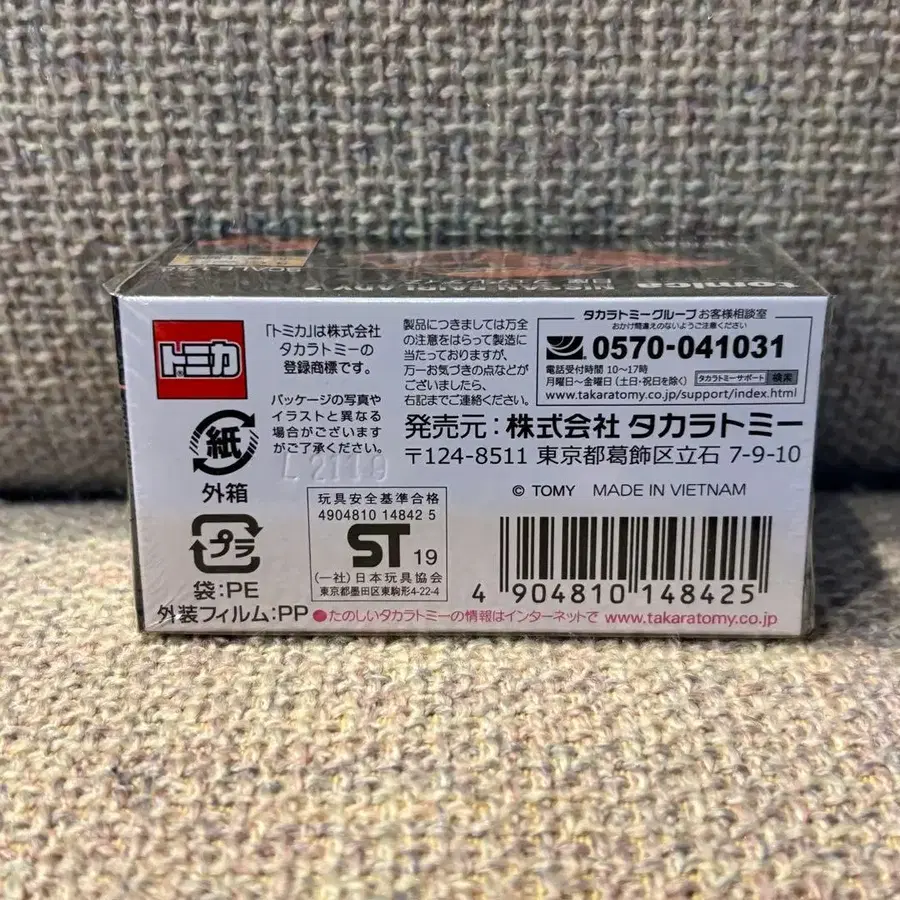 tomica
トミカ
「トミカ」は株式会社
タカラトミーの
登録商標です。
パッケージの写真や
イラストと異なる
場合がございます
がご了承ください。
製品につきましては万全
の注意をはらって製造に
当たっておりますが、
万一お気づきの点などが
ございましたら、
右記までご連絡ください。
タカラトミーグループ お客様相談室
おかけ間違えのないようご注意ください
0570-041031
電話受付時間 10〜17時
月曜日〜金曜日 (土日・祝日を除く)
タカラトミーサポート 検索
www.takaratomy.co.jp/support/index.html
発売元：株式会社 タカラトミー
〒124-8511 東京都葛飾区立石 7-9-10
© TOMY MADE IN VIETNAM
紙
外箱
プラ
袋：PE
外装フィルム：PP
玩具安全基準合格
4904810 14842 5
ST 19
(一社)日本玩具協会
東京都墨田区東駒形4-22-4
4 904810 148425
●たのしいタカラトミーの情報はインターネットで www.takaratomy.co.jp